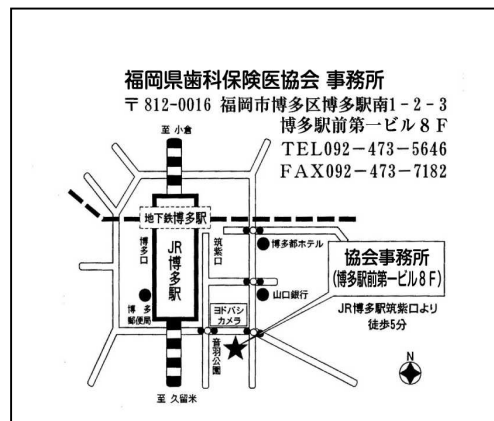 福岡県歯科保険医協会 事務所
〒812-0016 福岡市博多区博多駅南1-2-3
博多駅前第一ビル8F
TEL092-473-5646
FAX092-473-7182
至 小倉
地下鉄博多駅
博多口
JR博多駅
筑紫口
博多都ホテル
協会事務所
(博多駅前第一ビル8F)
山口銀行
博多
郵便局
ヨドバシ
カメラ
JR博多駅筑紫口より
徒歩5分
音羽公園
N
至 久留米